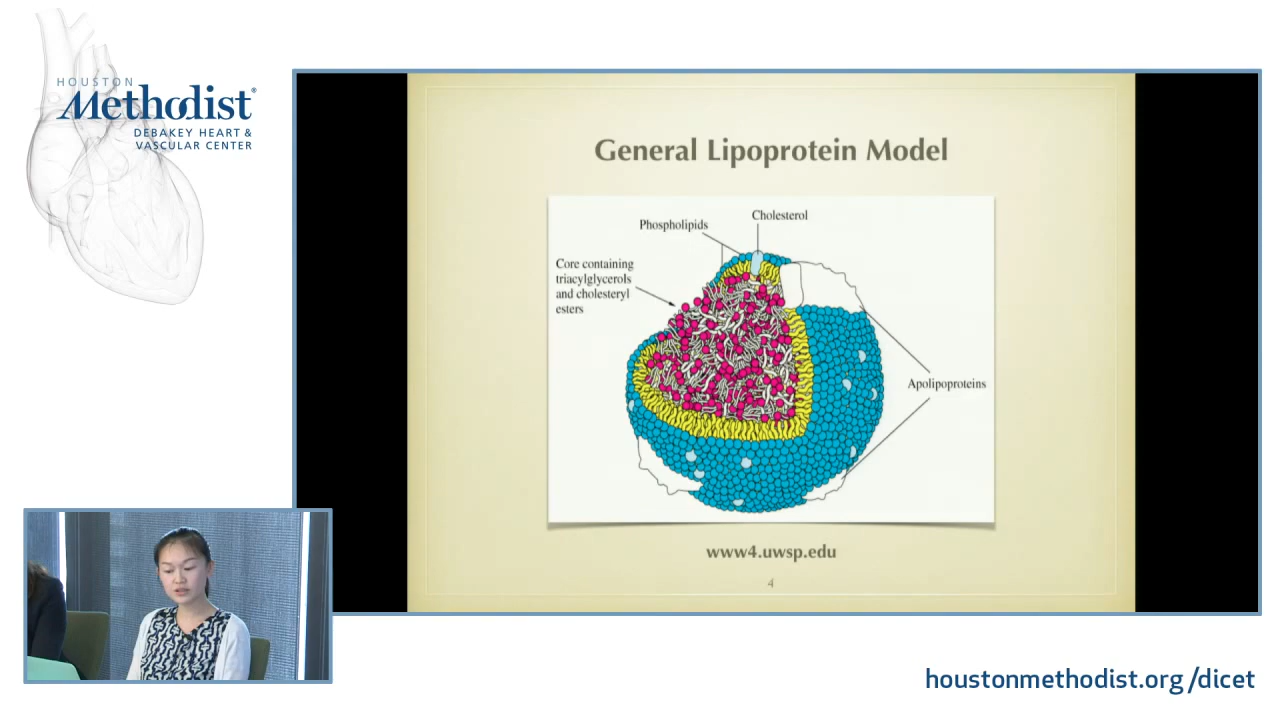 HOUSTON
Methodist®
DEBAKEY HEART &
VASCULAR CENTER
General Lipoprotein Model
Cholesterol
Phospholipids
Core containing
triacylglycerols
and cholesteryl
esters
Apolipoproteins
www4.uwsp.edu
4
houstonmethodist.org/dicet